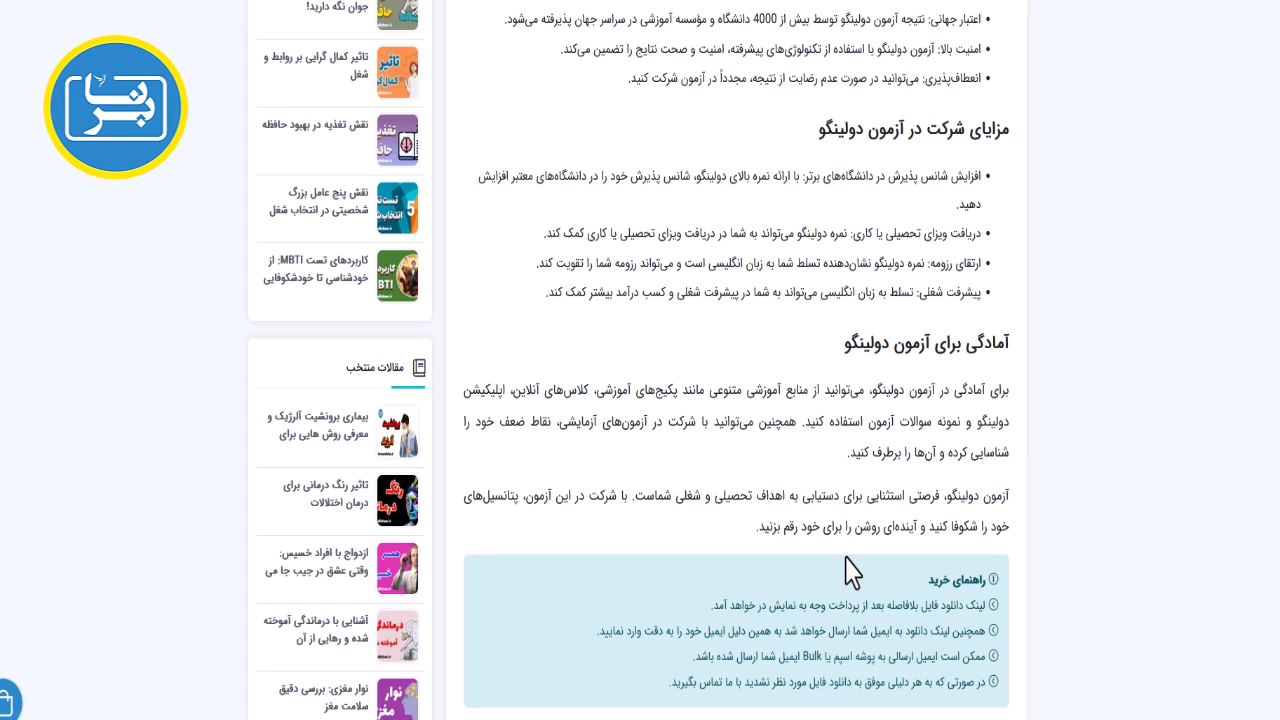 اعتبار جهانی: نتیجه آزمون دولینگو توسط بیش از 4000 دانشگاه و مؤسسه آموزشی در سراسر جهان پذیرفته می‌شود.
امنیت بالا: آزمون دولینگو با استفاده از تکنولوژی‌های پیشرفته، امنیت و صحت نتایج را تضمین می‌کند.
انعطاف‌پذیری: می‌توانید در صورت عدم رضایت از نتیجه، مجدداً در آزمون شرکت کنید.
مزایای شرکت در آزمون دولینگو
افزایش شانس پذیرش در دانشگاه‌های برتر: با ارائه نمره بالای دولینگو، شانس پذیرش خود را در دانشگاه‌های معتبر افزایش
دهید.
دریافت ویزای تحصیلی یا کاری: نمره دولینگو می‌تواند به شما در دریافت ویزای تحصیلی یا کاری کمک کند.
ارتقای رزومه: نمره دولینگو نشان‌دهنده تسلط شما به زبان انگلیسی است و می‌تواند رزومه شما را تقویت کند.
پیشرفت شغلی: تسلط به زبان انگلیسی می‌تواند به شما در پیشرفت شغلی و کسب درآمد بیشتر کمک کند.
آمادگی برای آزمون دولینگو
برای آمادگی در آزمون دولینگو، می‌توانید از منابع آموزشی متنوعی مانند پکیج‌های آموزشی، کلاس‌های آنلاین، اپلیکیشن
دولینگو و نمونه سوالات آزمون استفاده کنید. همچنین می‌توانید با شرکت در آزمون‌های آزمایشی، نقاط ضعف خود را
شناسایی کرده و آن‌ها را برطرف کنید.
آزمون دولینگو، فرصتی استثنایی برای دستیابی به اهداف تحصیلی و شغلی شماست. با شرکت در این آزمون، پتانسیل‌های
خود را شکوفا کنید و آینده‌ای روشن را برای خود رقم بزنید.
راهنمای خرید
لینک دانلود فایل بلافاصله بعد از پرداخت وجه به نمایش در خواهد آمد.
همچنین لینک دانلود به ایمیل شما ارسال خواهد شد به همین دلیل ایمیل خود را به دقت وارد نمایید.
ممکن است ایمیل ارسالی به پوشه اسپم یا Bulk ایمیل شما ارسال شده باشد.
در صورتی که به هر دلیلی موفق به دانلود فایل مورد نظر نشدید با ما تماس بگیرید.
جوان نگه دارید!
تاثیر کمال گرایی بر روابط و
شغل
نقش تغذیه در بهبود حافظه
نقش پنج عامل بزرگ
شخصیتی در انتخاب شغل
کاربردهای تست MBTI: از
خودشناسی تا خودشکوفایی
مقالات منتخب
بیماری برونشیت آلرژیک و
معرفی روش هایی برای
تاثیر رنگ درمانی برای
درمان اختلالات
ازدواج با افراد خسیس:
وقتی عشق در جیب جا می
آشنایی با درماندگی آموخته
شده و رهایی از آن
نوار مغزی: بررسی دقیق
سلامت مغز
برنا